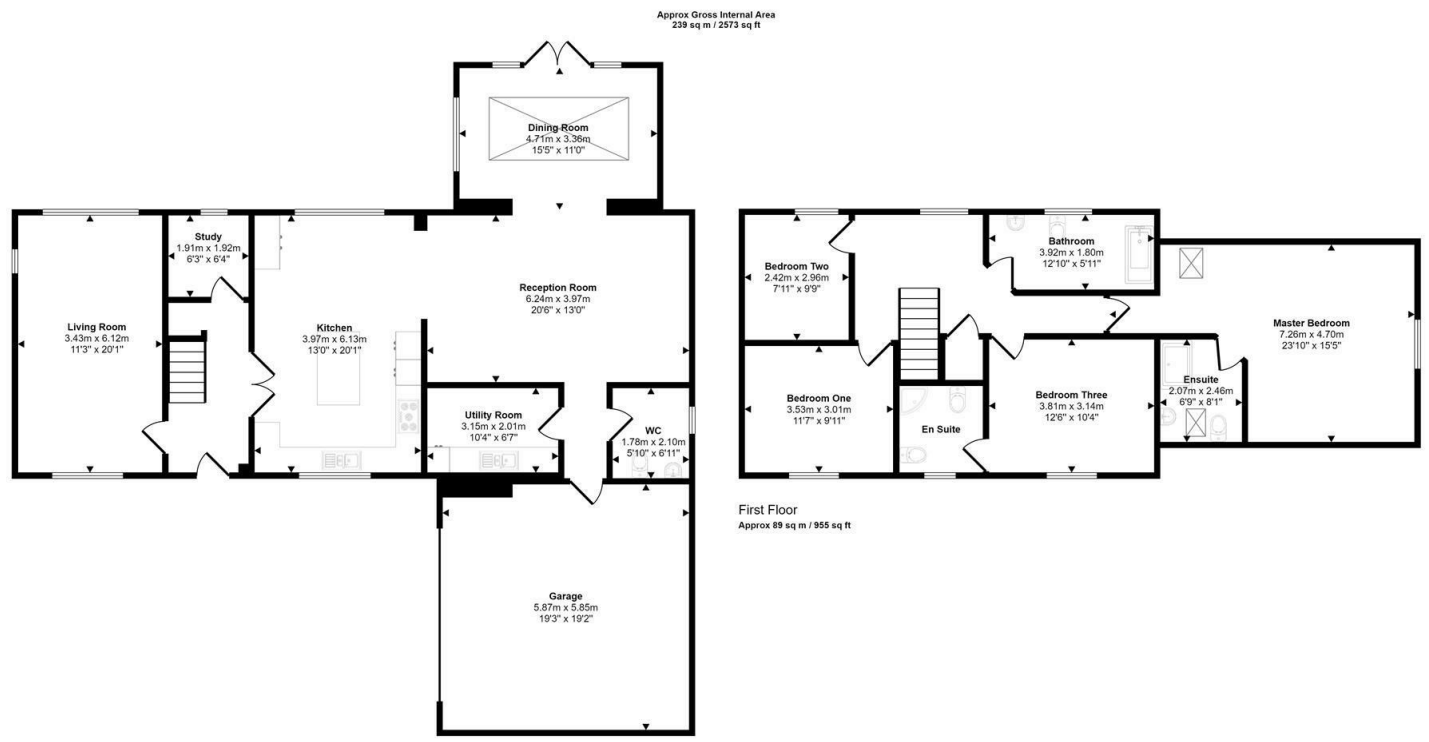 Approx Gross Internal Area
239 sq m / 2573 sq ft
Dining Room
4.71m x 3.36m
15'5" x 11'0"
Study
1.91m x 1.92m
6'3" x 6'4"
Living Room
3.43m x 6.12m
11'3" x 20'1"
Kitchen
3.97m x 6.13m
13'0" x 20'1"
Reception Room
6.24m x 3.97m
20'6" x 13'0"
Utility Room
3.15m x 2.01m
10'4" x 6'7"
WC
1.78m x 2.10m
5'10" x 6'11"
Garage
5.87m x 5.85m
19'3" x 19'2"
Bedroom Two
2.42m x 2.96m
7'11" x 9'9"
Bathroom
3.92m x 1.80m
12'10" x 5'11"
Master Bedroom
7.26m x 4.70m
23'10" x 15'5"
Bedroom One
3.53m x 3.01m
11'7" x 9'11"
En Suite
Bedroom Three
3.81m x 3.14m
12'6" x 10'4"
Ensuite
2.07m x 2.46m
6'9" x 8'1"
First Floor
Approx 89 sq m / 955 sq ft